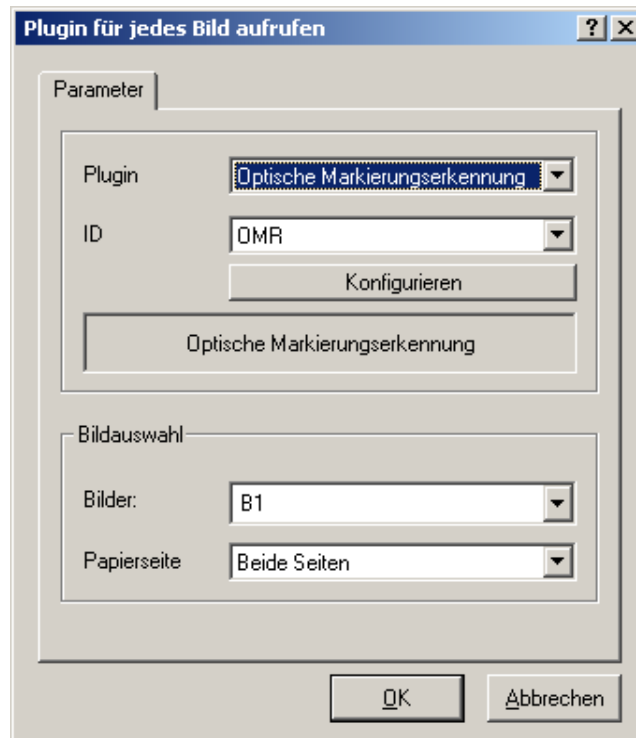 Plugin für jedes Bild aufrufen
Parameter
Plugin Optische Markierungserkennung
ID OMR
Konfigurieren
Optische Markierungserkennung
Bildauswahl
Bilder: B1
Papierseite Beide Seiten
OK Abbrechen